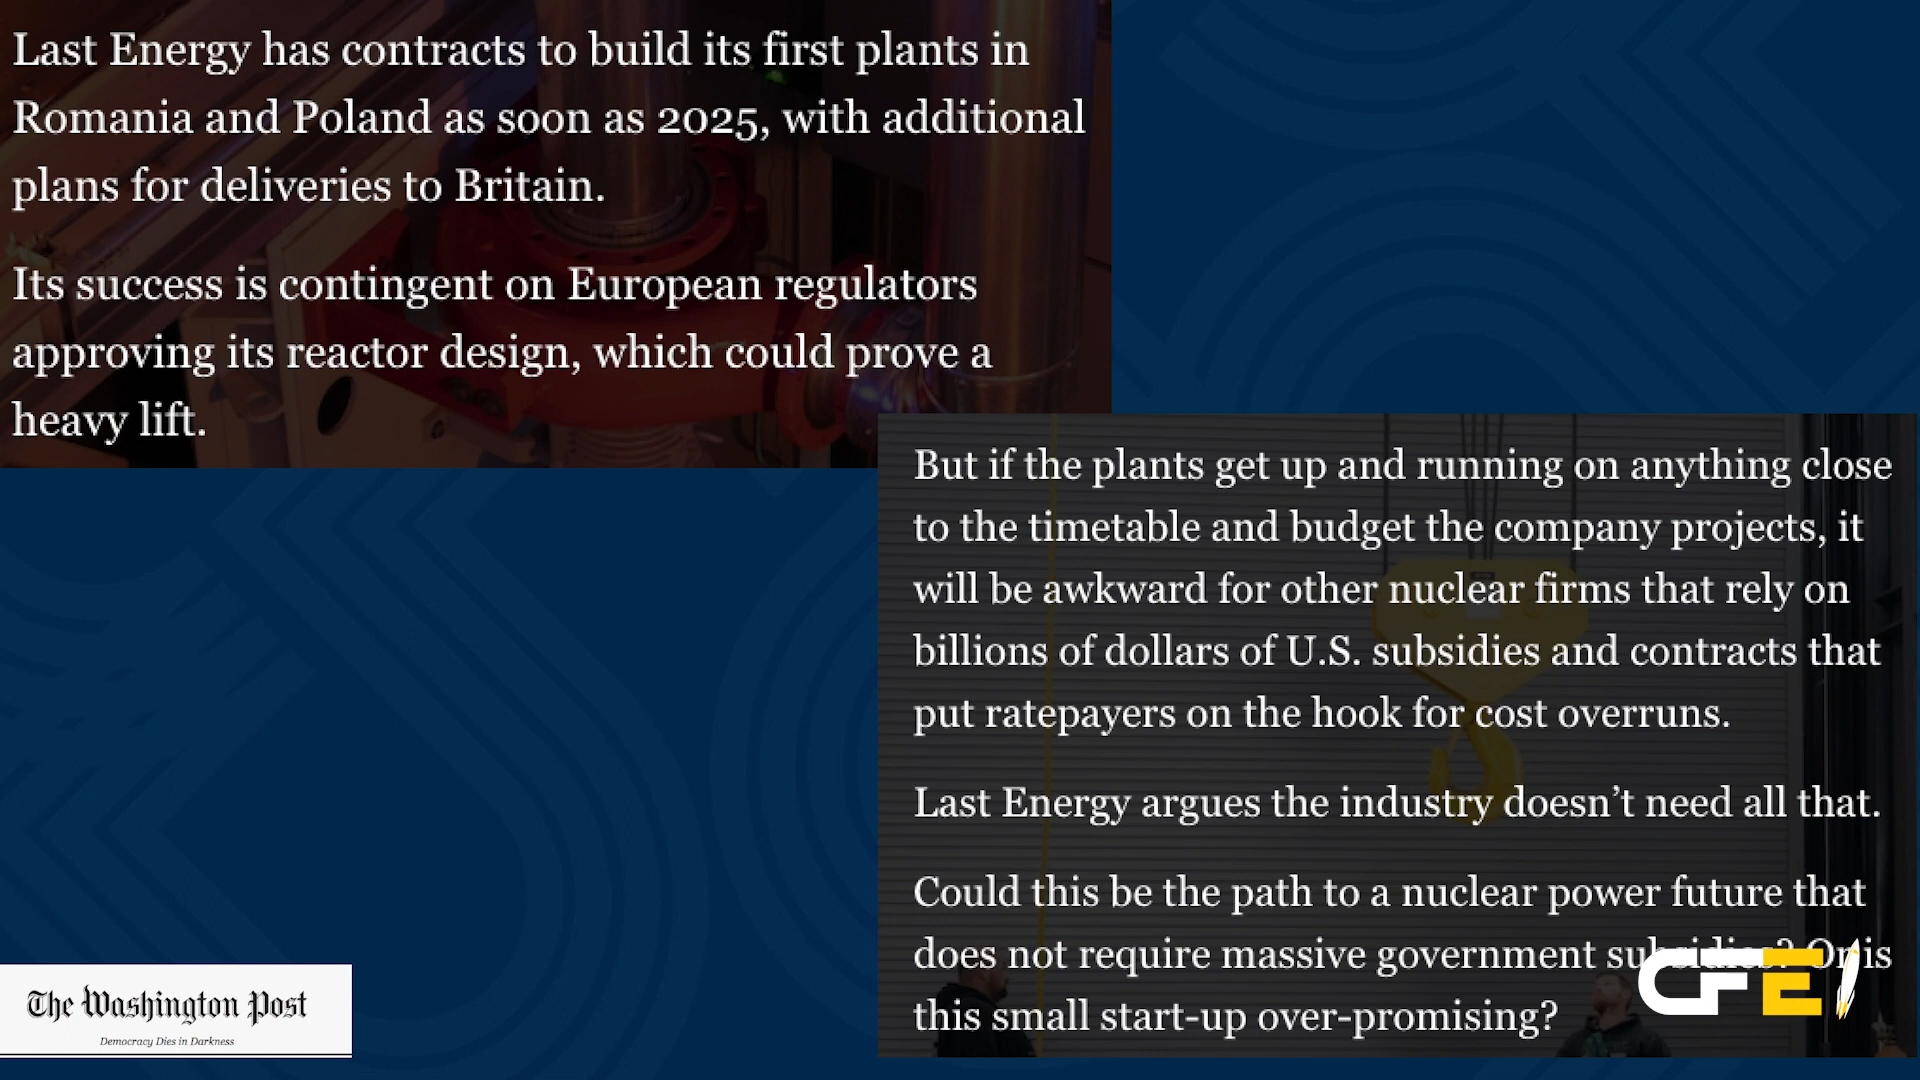 Last Energy has contracts to build its first plants in
Romania and Poland as soon as 2025, with additional
plans for deliveries to Britain.
Its success is contingent on European regulators
approving its reactor design, which could prove a
heavy lift.
But if the plants get up and running on anything close
to the timetable and budget the company projects, it
will be awkward for other nuclear firms that rely on
billions of dollars of U.S. subsidies and contracts that
put ratepayers on the hook for cost overruns.
Last Energy argues the industry doesn’t need all that.
Could this be the path to a nuclear power future that
does not require massive government subsidies? Or is
this small start-up over-promising?
The Washington Post
Democracy Dies in Darkness
CFE